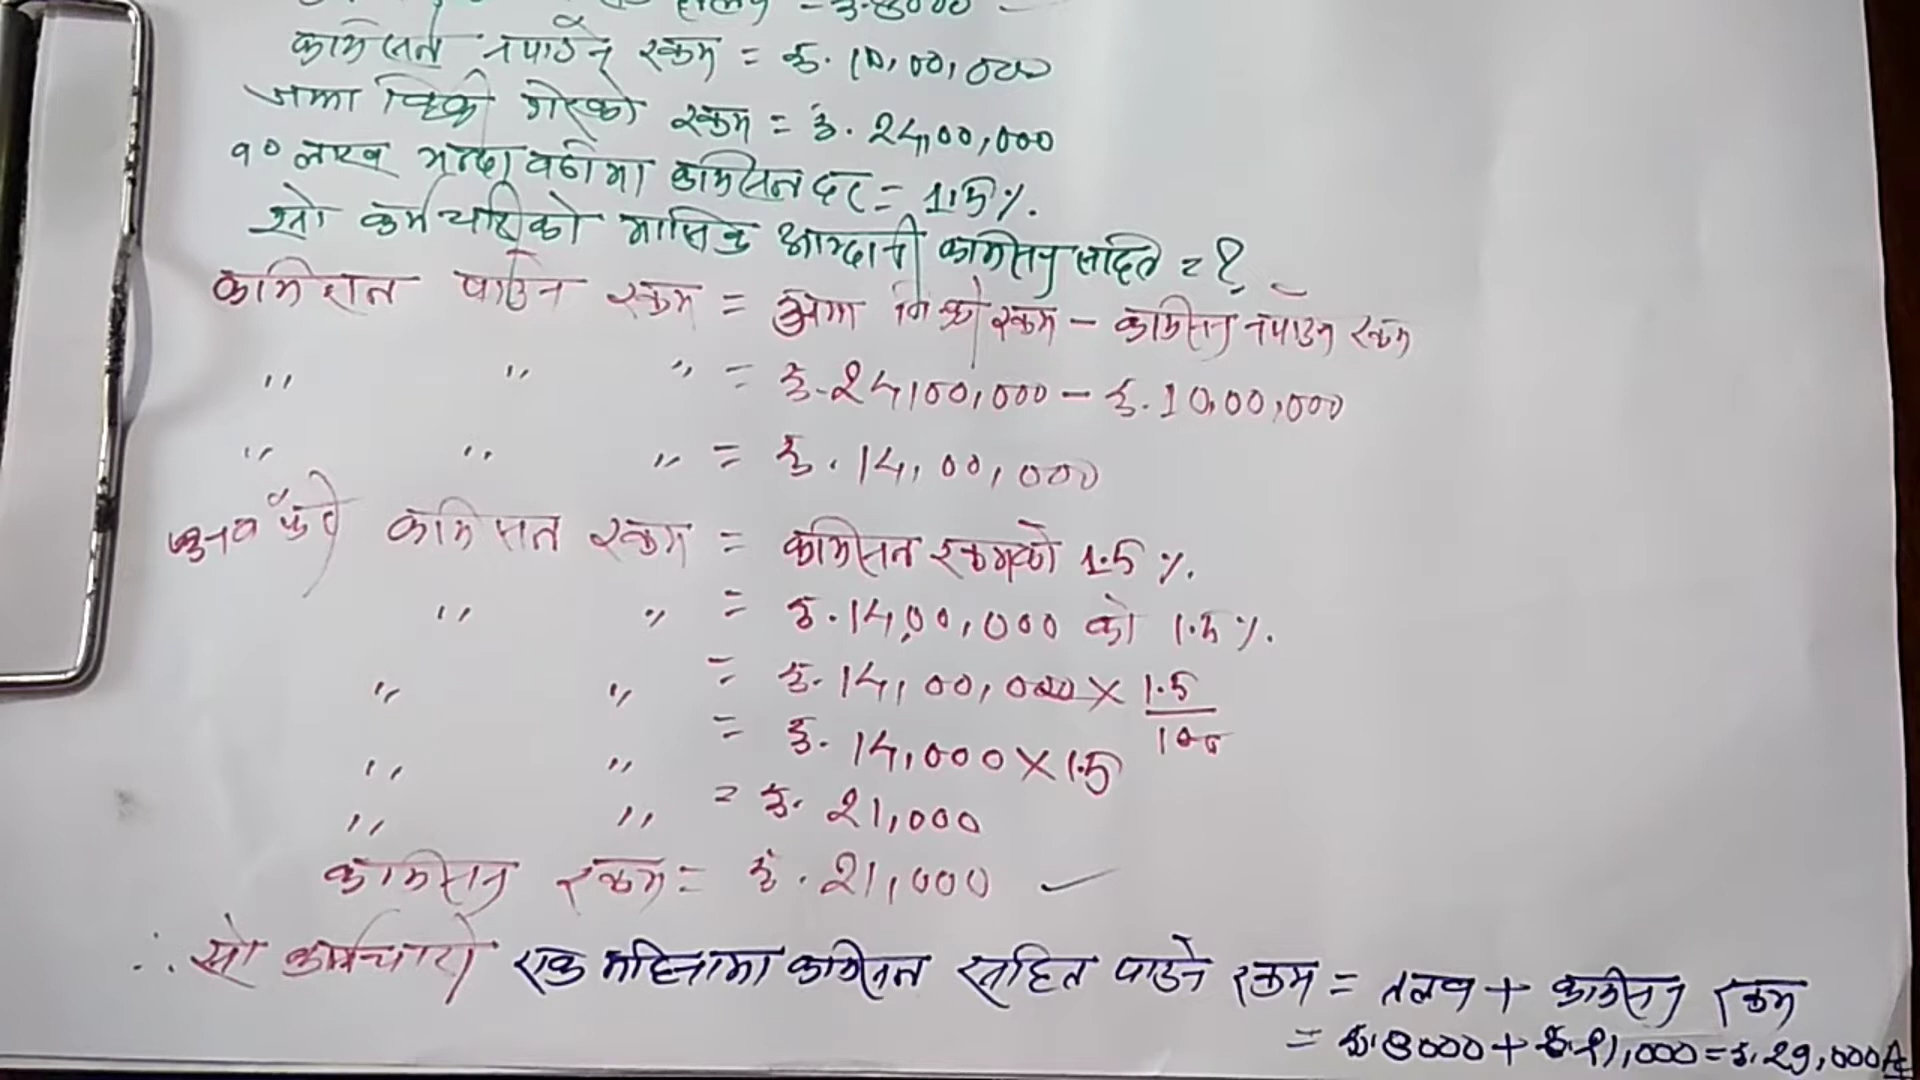 तलब = रु. 8000
कमिसन नपाउने रकम = रु. 10,00,000
जम्मा बिक्री गरेको रकम = रु. 24,00,000
१० लाख भन्दा बढीमा कमिसन दर = 1.5%.
सो कर्मचारीको मासिक आम्दानी कमिसन सहित = ?
कमिशन पाउने रकम = जम्मा बिक्री रकम - कमिसन नपाउने रकम
" " " = रु. 24,00,000 - रु. 10,00,000
" " " = रु. 14,00,000
कमिसन रकम = कमिसन रकमको 1.5 %.
" " = रु. 14,00,000 को 1.5 %.
" " = रु. 14,00,000 × 1.5/100
" " = रु. 14,000 × 1.5
" " = रु. 21,000
कमिसन रकम = रु. 21,000
∴ सो कर्मचारी एक महिनामा कमिसन सहित पाउने रकम = तलब + कमिसन रकम
= रु. 8000 + रु. 21,000 = रु. 29,000